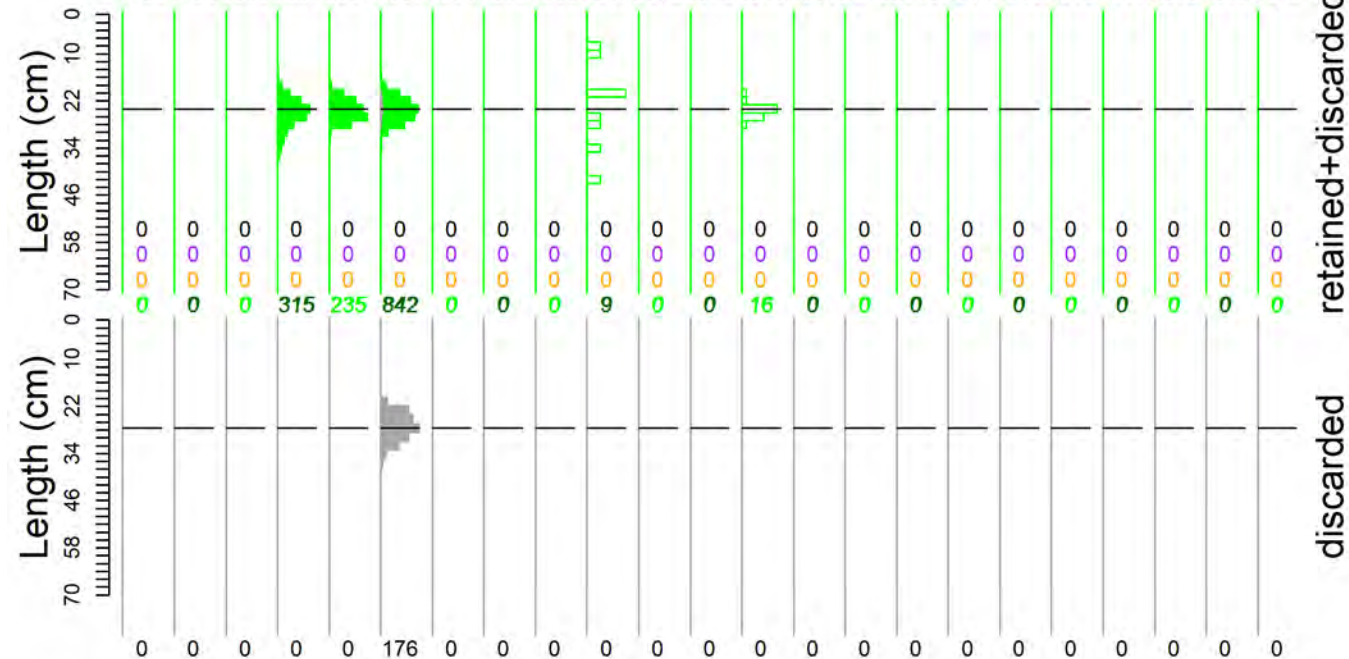 Length (cm)
0 10 22 34 46 58 70
0 0 0 0 0 0 0 0 0 0 0 0 0 0 0 0 0 0 0 0 0 0 0
0 0 0 0 0 0 0 0 0 0 0 0 0 0 0 0 0 0 0 0 0 0 0
0 0 0 0 0 0 0 0 0 0 0 0 0 0 0 0 0 0 0 0 0 0 0
0 0 0 315 235 842 0 0 0 9 0 0 16 0 0 0 0 0 0 0 0 0 0
retained+discarded
Length (cm)
0 10 22 34 46 58 70
0 0 0 0 0 176 0 0 0 0 0 0 0 0 0 0 0 0 0 0 0 0 0
discarded